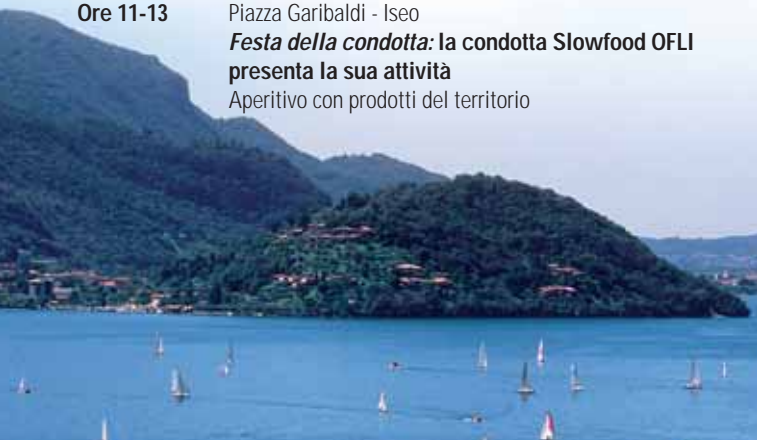 Ore 11-13 Piazza Garibaldi - Iseo
Festa della condotta: la condotta Slowfood OFLI
presenta la sua attività
Aperitivo con prodotti del territorio